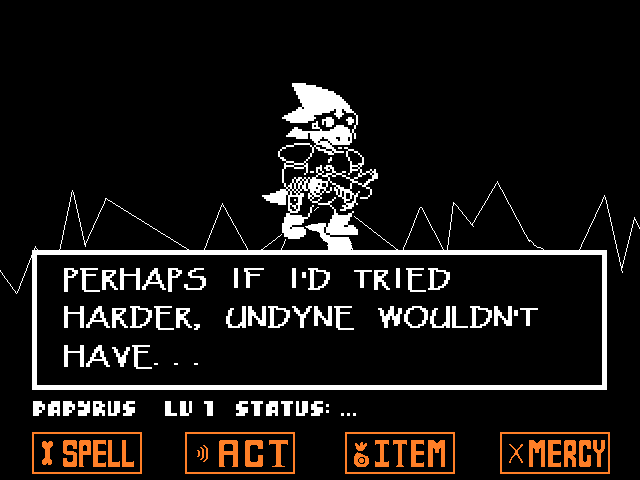 PERHAPS IF I'D TRIED
HARDER, UNDYNE WOULDN'T
HAVE...
PAPYRUS LV 1 STATUS: ...
SPELL ACT ITEM MERCY